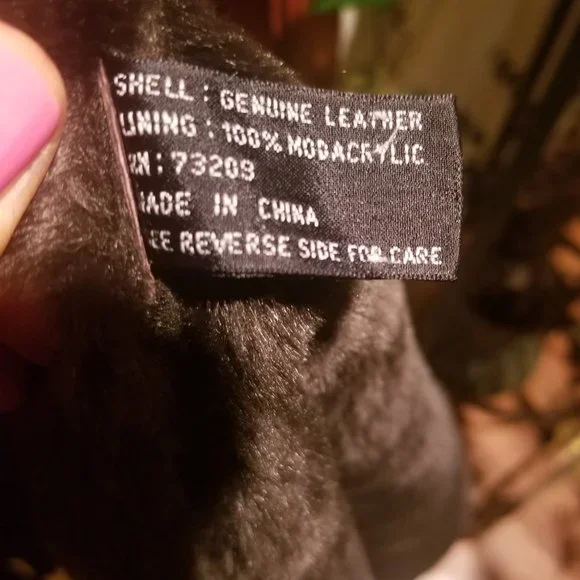 SHELL: GENUINE LEATHER
LINING: 100% MODACRYLIC
RN: 73209
MADE IN CHINA
SEE REVERSE SIDE FOR CARE